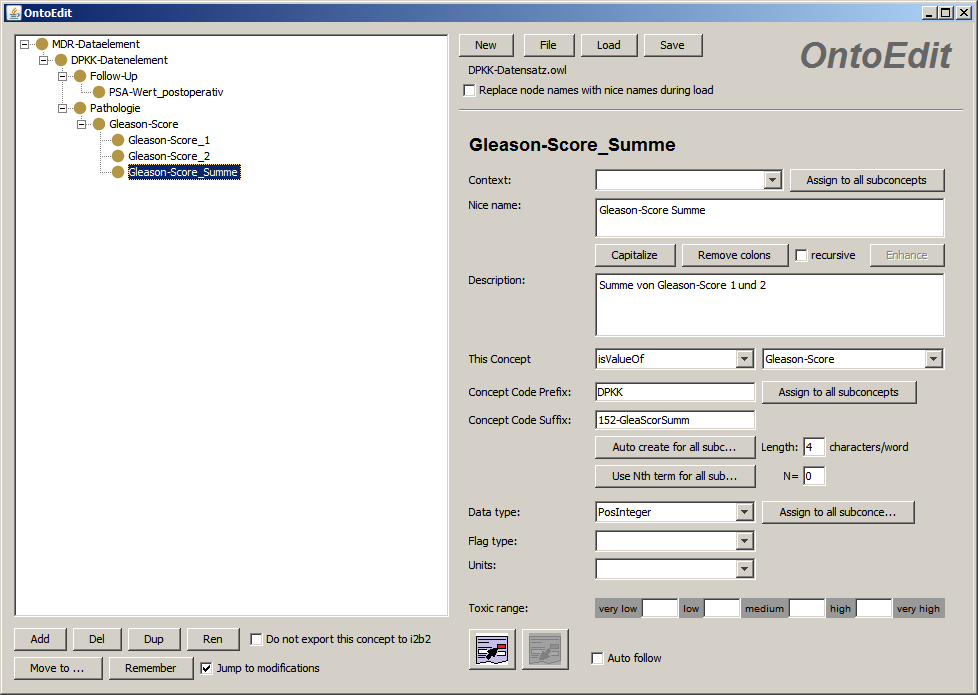 OntoEdit
MDR-Dataelement
DPKK-Datenelement
Follow-Up
PSA-Wert_postoperativ
Pathologie
Gleason-Score
Gleason-Score_1
Gleason-Score_2
Gleason-Score_Summe
Add Del Dup Ren Do not export this concept to i2b2
Move to ... Remember Jump to modifications
New File Load Save
OntoEdit
DPKK-Datensatz.owl
Replace node names with nice names during load
Gleason-Score_Summe
Context: Assign to all subconcepts
Nice name: Gleason-Score Summe
Capitalize Remove colons recursive Enhance
Description: Summe von Gleason-Score 1 und 2
This Concept isValueOf Gleason-Score
Concept Code Prefix: DPKK Assign to all subconcepts
Concept Code Suffix: 152-GleaScorSumm
Auto create for all subc... Length: 4 characters/word
Use Nth term for all sub... N= 0
Data type: PosInteger Assign to all subconce...
Flag type:
Units:
Toxic range: very low low medium high very high
Auto follow